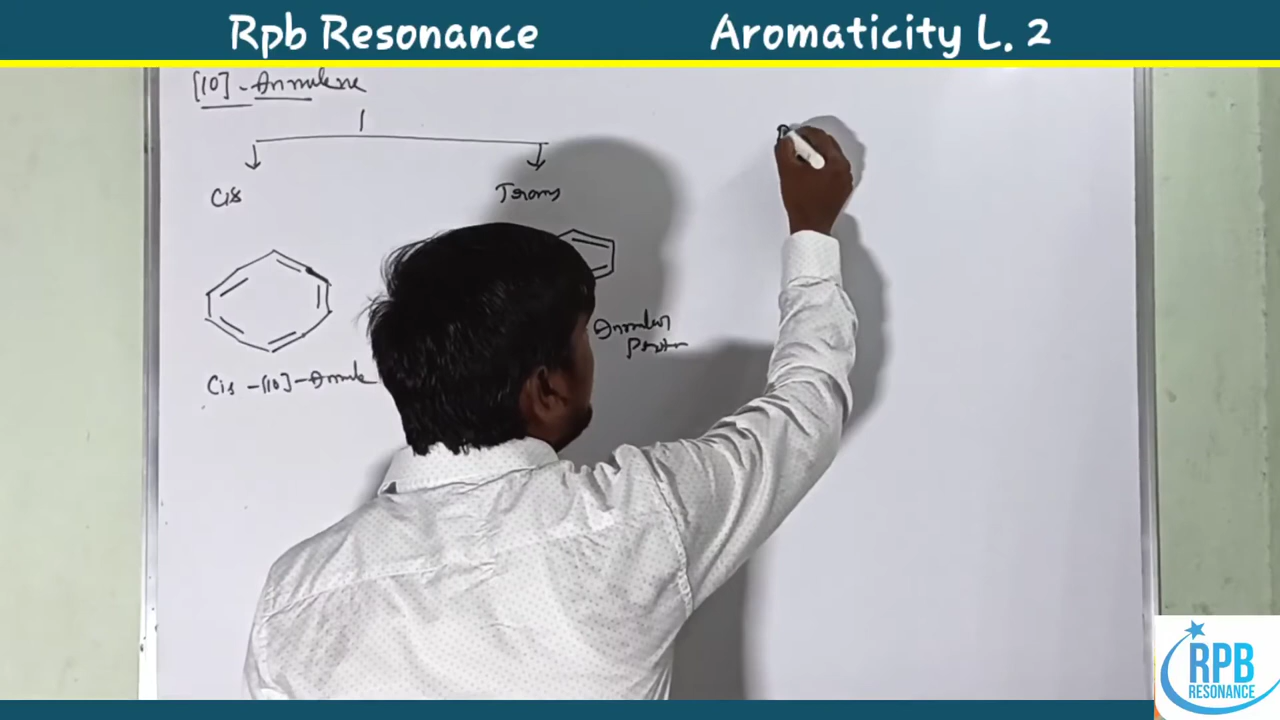 Rpb Resonance Aromaticity L. 2
[10] - Annulene
Cis Trans
Cis -[10]-Annule
RPB
RESONANCE